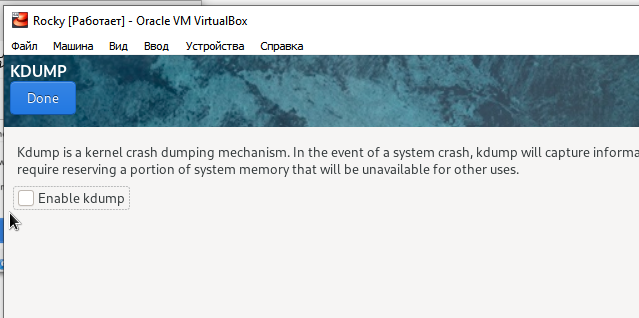 Rocky [Работает] - Oracle VM VirtualBox
Файл Машина Вид Ввод Устройства Справка
KDUMP
Done
Kdump is a kernel crash dumping mechanism. In the event of a system crash, kdump will capture informa
require reserving a portion of system memory that will be unavailable for other uses.
Enable kdump